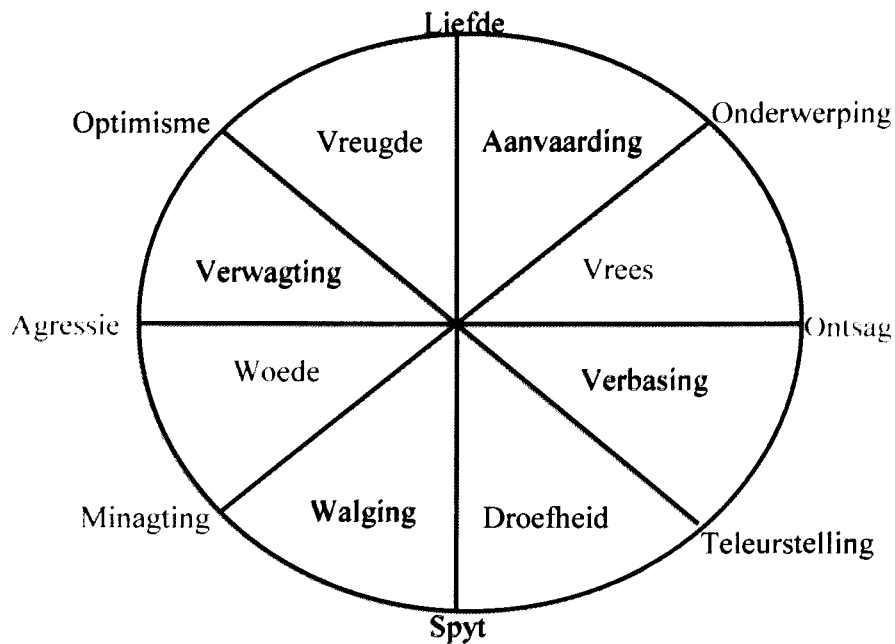 Liefde
Optimisme
Onderwerping
Vreugde
Aanvaarding
Verwagting
Vrees
Agressie
Ontsag
Woede
Verbasing
Minagting
Walging
Droefheid
Teleurstelling
Spyt